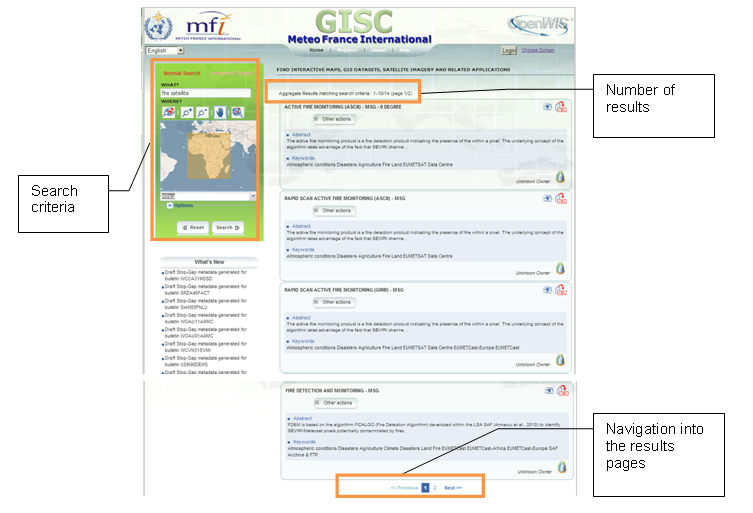 mfi
METEO FRANCE INTERNATIONAL
GISC
Meteo France International
OpenWIS
English
Home
Login
Choose Domain
Normal Search
WHAT?
fire satellite
WHERE?
Africa
Options
Reset
Search
What's New
Draft Stop-Gap metadata generated for
bulletin WCCA31MDSD
Draft Stop-Gap metadata generated for
bulletin SRZA46FACT
Draft Stop-Gap metadata generated for
bulletin SIAN50FNLU
Draft Stop-Gap metadata generated for
bulletin WOAU11AMMC
Draft Stop-Gap metadata generated for
bulletin WOAU01AMMC
Draft Stop-Gap metadata generated for
bulletin WCVN31SVMI
Draft Stop-Gap metadata generated for
bulletin USIN90DEMS
Draft Stop-Gap metadata generated for
FIND INTERACTIVE MAPS, GIS DATASETS, SATELLITE IMAGERY AND RELATED APPLICATIONS
Aggregate Results matching search criteria: 1-10/14 (page 1/2)
ACTIVE FIRE MONITORING (ASCII) - MSG - 0 DEGREE
Other actions
Abstract
The active fire monitoring product is a fire detection product indicating the presence of fire within a pixel. The underlying concept of the
algorithm takes advantage of the fact that SEVIRI channe...
Keywords
Atmospheric conditions Disasters Agriculture Fire Land EUMETSAT Data Centre
Unknown Owner
RAPID SCAN ACTIVE FIRE MONITORING (ASCII) - MSG
Other actions
Abstract
The active fire monitoring product is a fire detection product indicating the presence of fire within a pixel. The underlying concept of the
algorithm takes advantage of the fact that SEVIRI channe...
Keywords
Atmospheric conditions Disasters Agriculture Fire Land EUMETSAT Data Centre
Unknown Owner
RAPID SCAN ACTIVE FIRE MONITORING (GRIB) - MSG
Other actions
Abstract
The active fire monitoring product is a fire detection product indicating the presence of fire within a pixel. The underlying concept of the
algorithm takes advantage of the fact that SEVIRI channe...
Keywords
Atmospheric conditions Disasters Agriculture Fire Land EUMETSAT Data Centre EUMETCast-Europe EUMETCast
Unknown Owner
FIRE DETECTION AND MONITORING - MSG
Other actions
Abstract
FD&M is based on the algorithm FIDALGO (Fire Detection Algorithm) developed within the LSA SAF (Amraoui et al., 2010) to identify
SEVIRI/Meteosat pixels potentially contaminated by fires.
Keywords
Atmospheric conditions Disasters Agriculture Climate Disasters Land Fire EUMETCast EUMETCast-Africa EUMETCast-Europe SAF
Archive & FTP
Unknown Owner
<< Previous 1 2 Next >>
Search
criteria
Number of
results
Navigation into
the results
pages